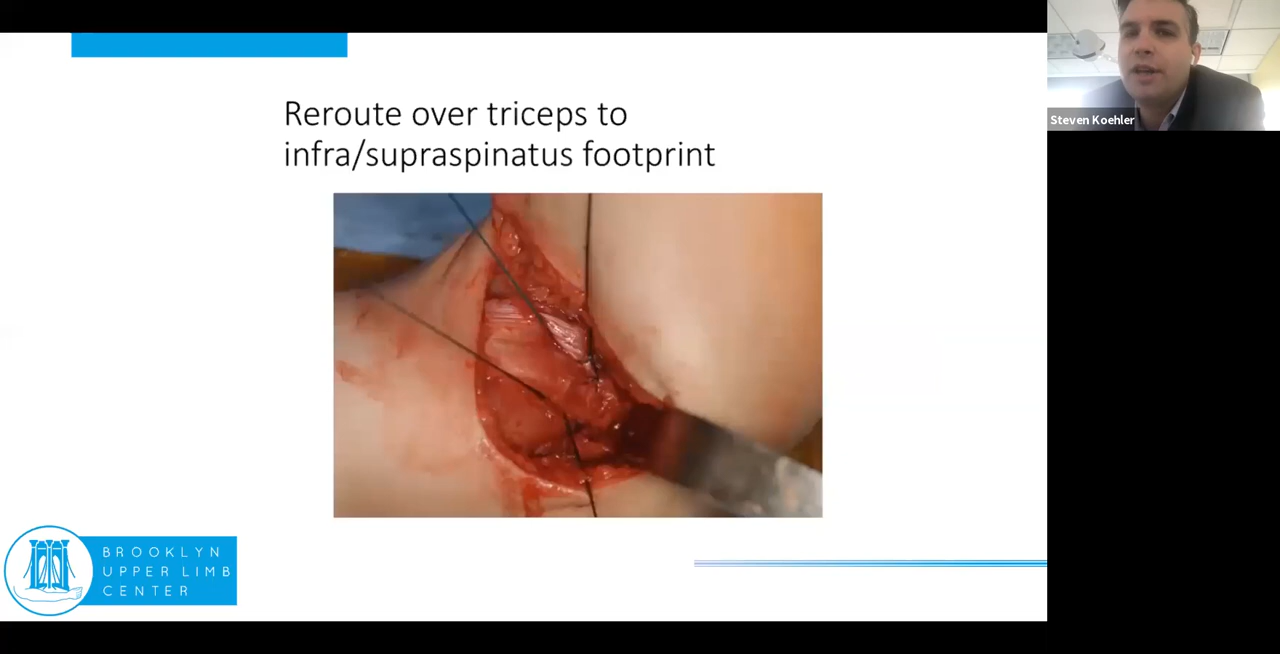 Reroute over triceps to
infra/supraspinatus footprint
Steven Koehler
BROOKLYN
UPPER LIMB
CENTER